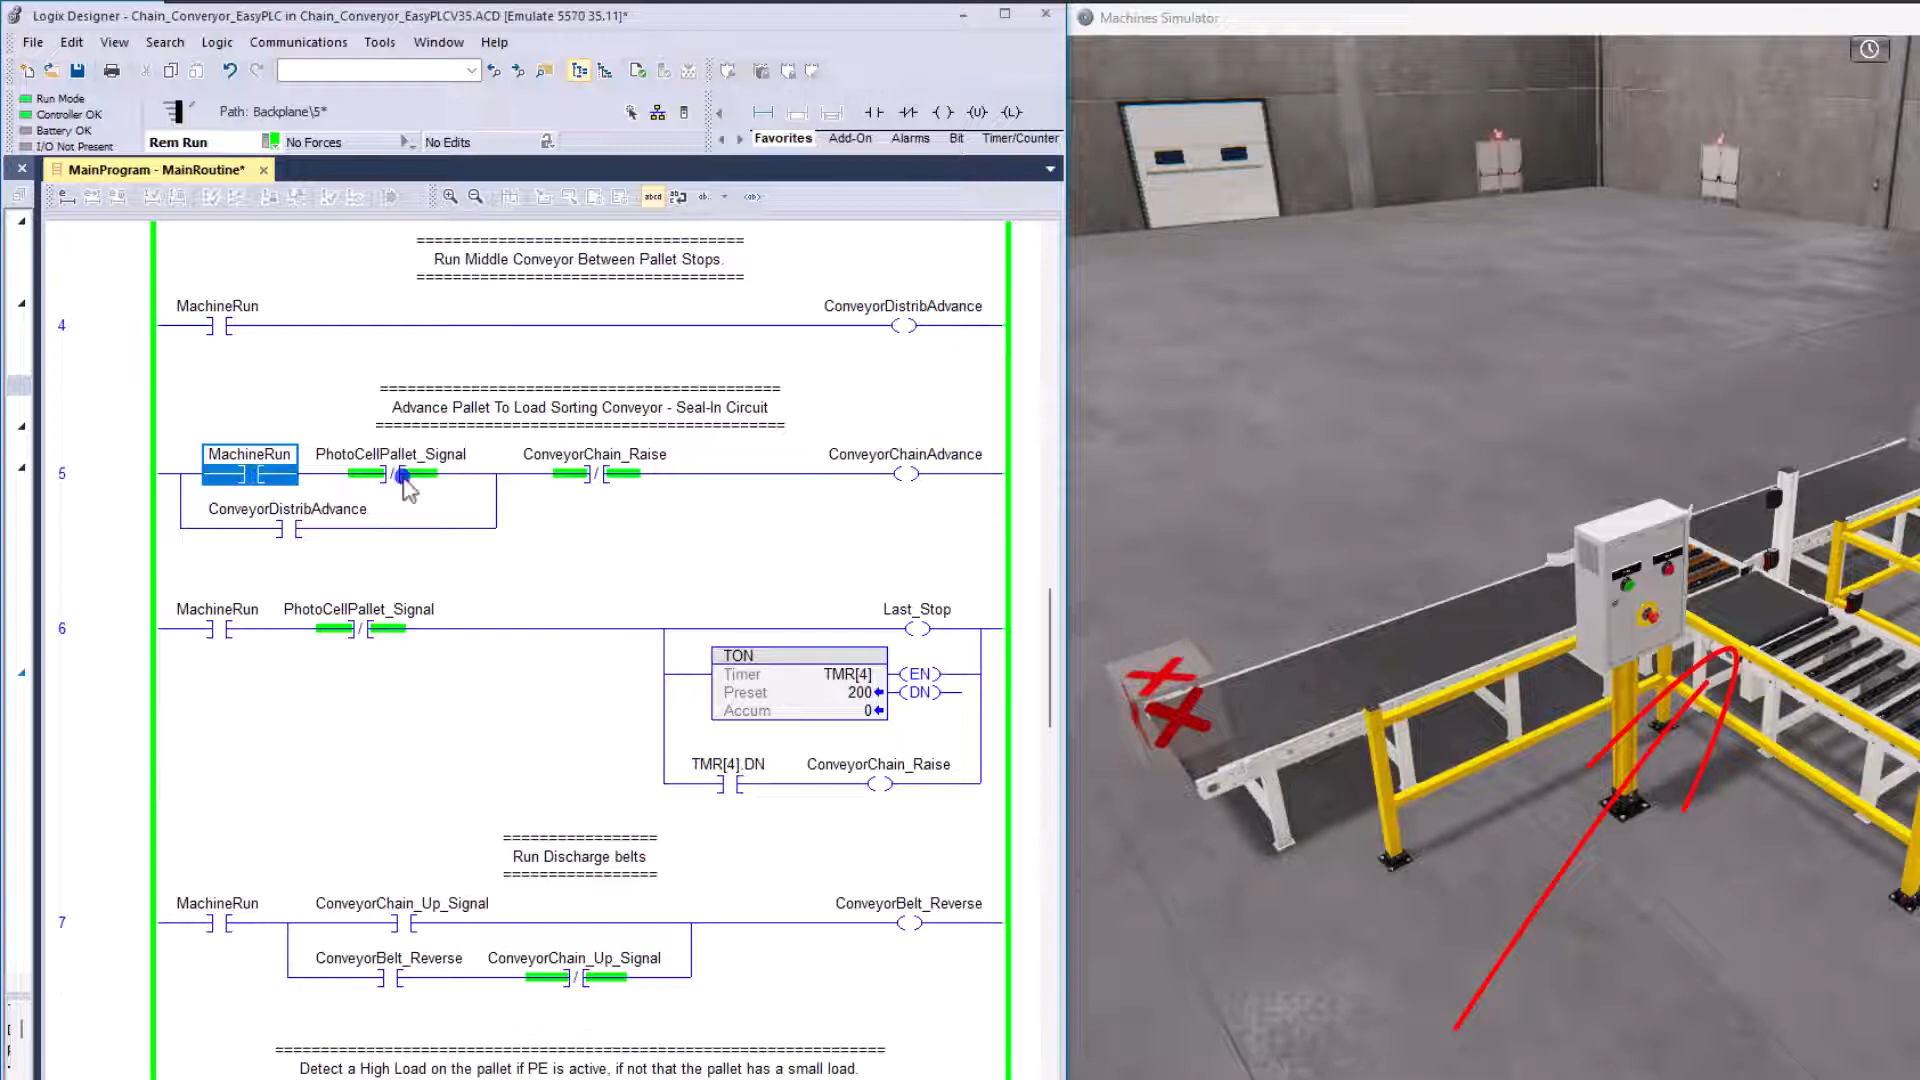 Logix Designer - Chain_Converyor_EasyPLC in Chain_Converyor_EasyPLCV35.ACD [Emulate 5570 35.11]*
Machines Simulator
File Edit View Search Logic Communications Tools Window Help
Run Mode
Controller OK
Battery OK
I/O Not Present
Path: Backplane\5*
Rem Run No Forces No Edits
Favorites Add-On Alarms Bit Timer/Counter
MainProgram - MainRoutine*
===================================
Run Middle Conveyor Between Pallet Stops.
===================================
MachineRun ConveyorDistribAdvance
4
===========================================
Advance Pallet To Load Sorting Conveyor - Seal-In Circuit
============================================
MachineRun PhotoCellPallet_Signal ConveyorChain_Raise ConveyorChainAdvance
5
ConveyorDistribAdvance
MachineRun PhotoCellPallet_Signal Last_Stop
6
TON
Timer TMR[4] (EN)
Preset 200 (DN)
Accum 0
TMR[4].DN ConveyorChain_Raise
=================
Run Discharge belts
=================
MachineRun ConveyorChain_Up_Signal ConveyorBelt_Reverse
7
ConveyorBelt_Reverse ConveyorChain_Up_Signal
=================================================================
Detect a High Load on the pallet if PE is active, if not that the pallet has a small load.